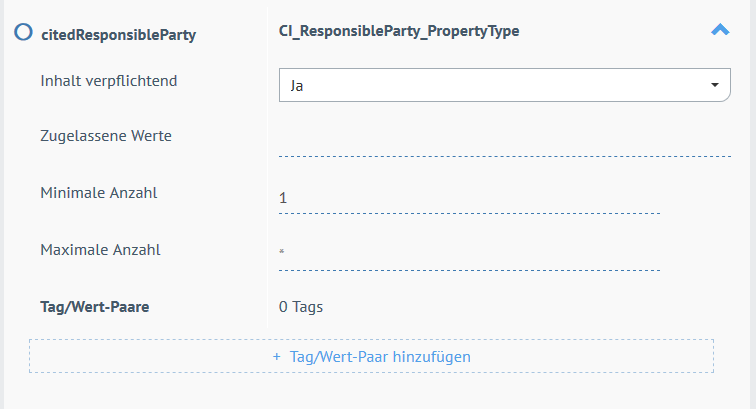 citedResponsibleParty CI_ResponsibleParty_PropertyType
Inhalt verpflichtend Ja
Zugelassene Werte
Minimale Anzahl 1
Maximale Anzahl *
Tag/Wert-Paare 0 Tags
+ Tag/Wert-Paar hinzufügen